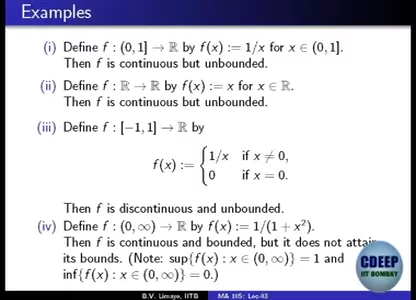 Examples
(i) Define f : (0, 1] → ℝ by f(x) := 1/x for x ∈ (0, 1].
Then f is continuous but unbounded.
(ii) Define f : ℝ → ℝ by f(x) := x for x ∈ ℝ.
Then f is continuous but unbounded.
(iii) Define f : [−1, 1] → ℝ by
f(x) := { 1/x if x ≠ 0,
0 if x = 0.
Then f is discontinuous and unbounded.
(iv) Define f : (0, ∞) → ℝ by f(x) := 1/(1 + x²).
Then f is continuous and bounded, but it does not attain
its bounds. (Note: sup{f(x) : x ∈ (0, ∞)} = 1 and
inf{f(x) : x ∈ (0, ∞)} = 0.)
CDEEP
IIT BOMBAY
B.V. Limaye, IITB MA 105: Lec-03